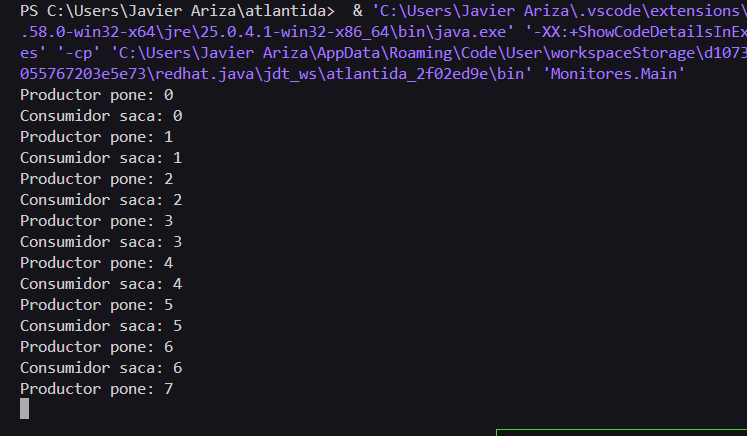 PS C:\Users\Javier Ariza\atlantida>  & 'C:\Users\Javier Ariza\.vscode\extensions\
.58.0-win32-x64\jre\25.0.4.1-win32-x86_64\bin\java.exe' '-XX:+ShowCodeDetailsInEx
es' '-cp' 'C:\Users\Javier Ariza\AppData\Roaming\Code\User\workspaceStorage\d1073
055767203e5e73\redhat.java\jdt_ws\atlantida_2f02ed9e\bin' 'Monitores.Main'
Productor pone: 0
Consumidor saca: 0
Productor pone: 1
Consumidor saca: 1
Productor pone: 2
Consumidor saca: 2
Productor pone: 3
Consumidor saca: 3
Productor pone: 4
Consumidor saca: 4
Productor pone: 5
Consumidor saca: 5
Productor pone: 6
Consumidor saca: 6
Productor pone: 7